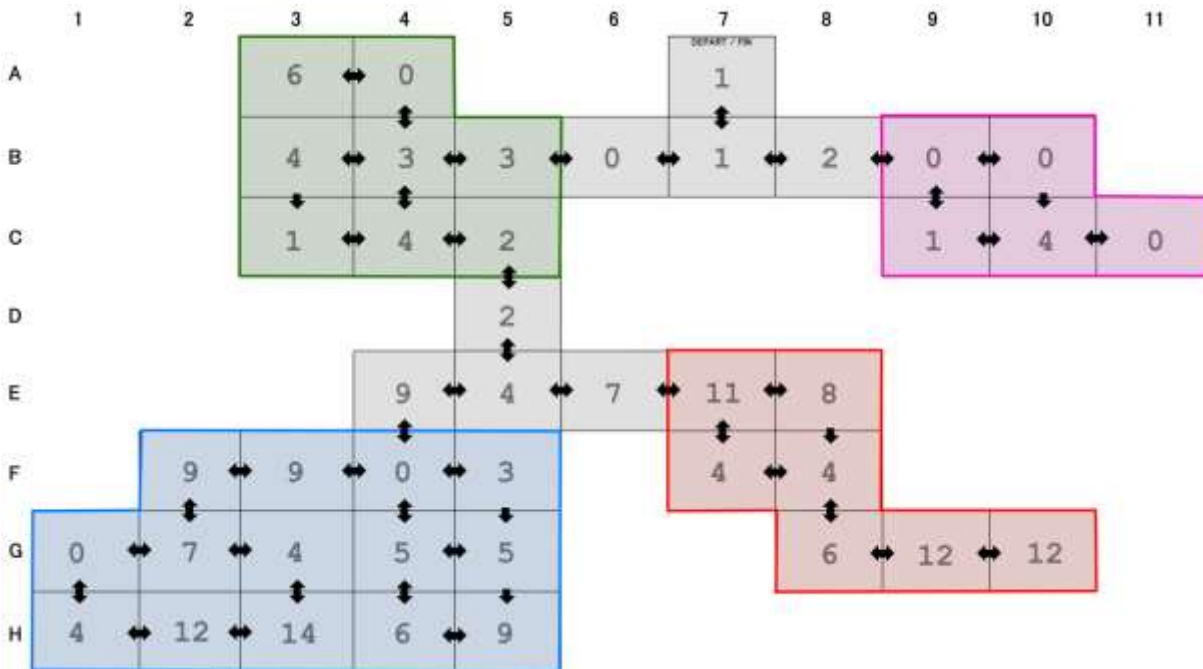 1 2 3 4 5 6 7 8 9 10 11
DEPART / FIN
A 6 0 1
B 4 3 3 0 1 2 0 0
C 1 4 2 1 4 0
D 2
E 9 4 7 11 8
F 9 9 0 3 4 4
G 0 7 4 5 5 6 12 12
H 4 12 14 6 9